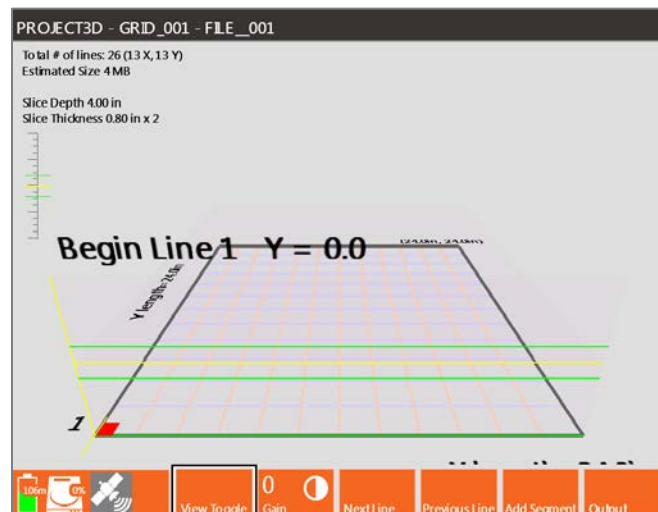 PROJECT3D - GRID_001 - FILE__001
Total # of lines: 26 (13 X, 13 Y)
Estimated Size 4 MB
Slice Depth 4.00 in
Slice Thickness 0.80 in x 2
(24.0in, 24.0in)
Begin Line 1 Y = 0.0
Y length=24.0in
1
106m
0%
0
View Toggle
Gain
Next Line
Previous Line
Add Segment
Output